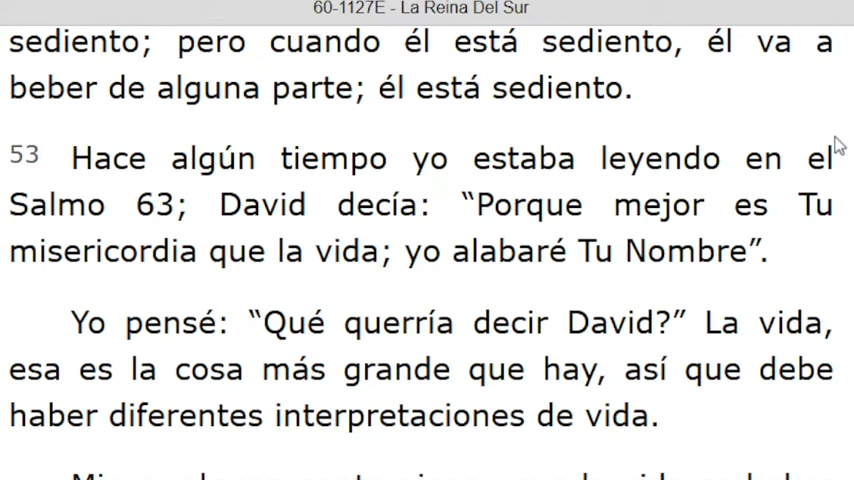 60-1127E - La Reina Del Sur
sediento; pero cuando él está sediento, él va a
beber de alguna parte; él está sediento.
53 Hace algún tiempo yo estaba leyendo en el
Salmo 63; David decía: “Porque mejor es Tu
misericordia que la vida; yo alabaré Tu Nombre”.
Yo pensé: “Qué querría decir David?” La vida,
esa es la cosa más grande que hay, así que debe
haber diferentes interpretaciones de vida.